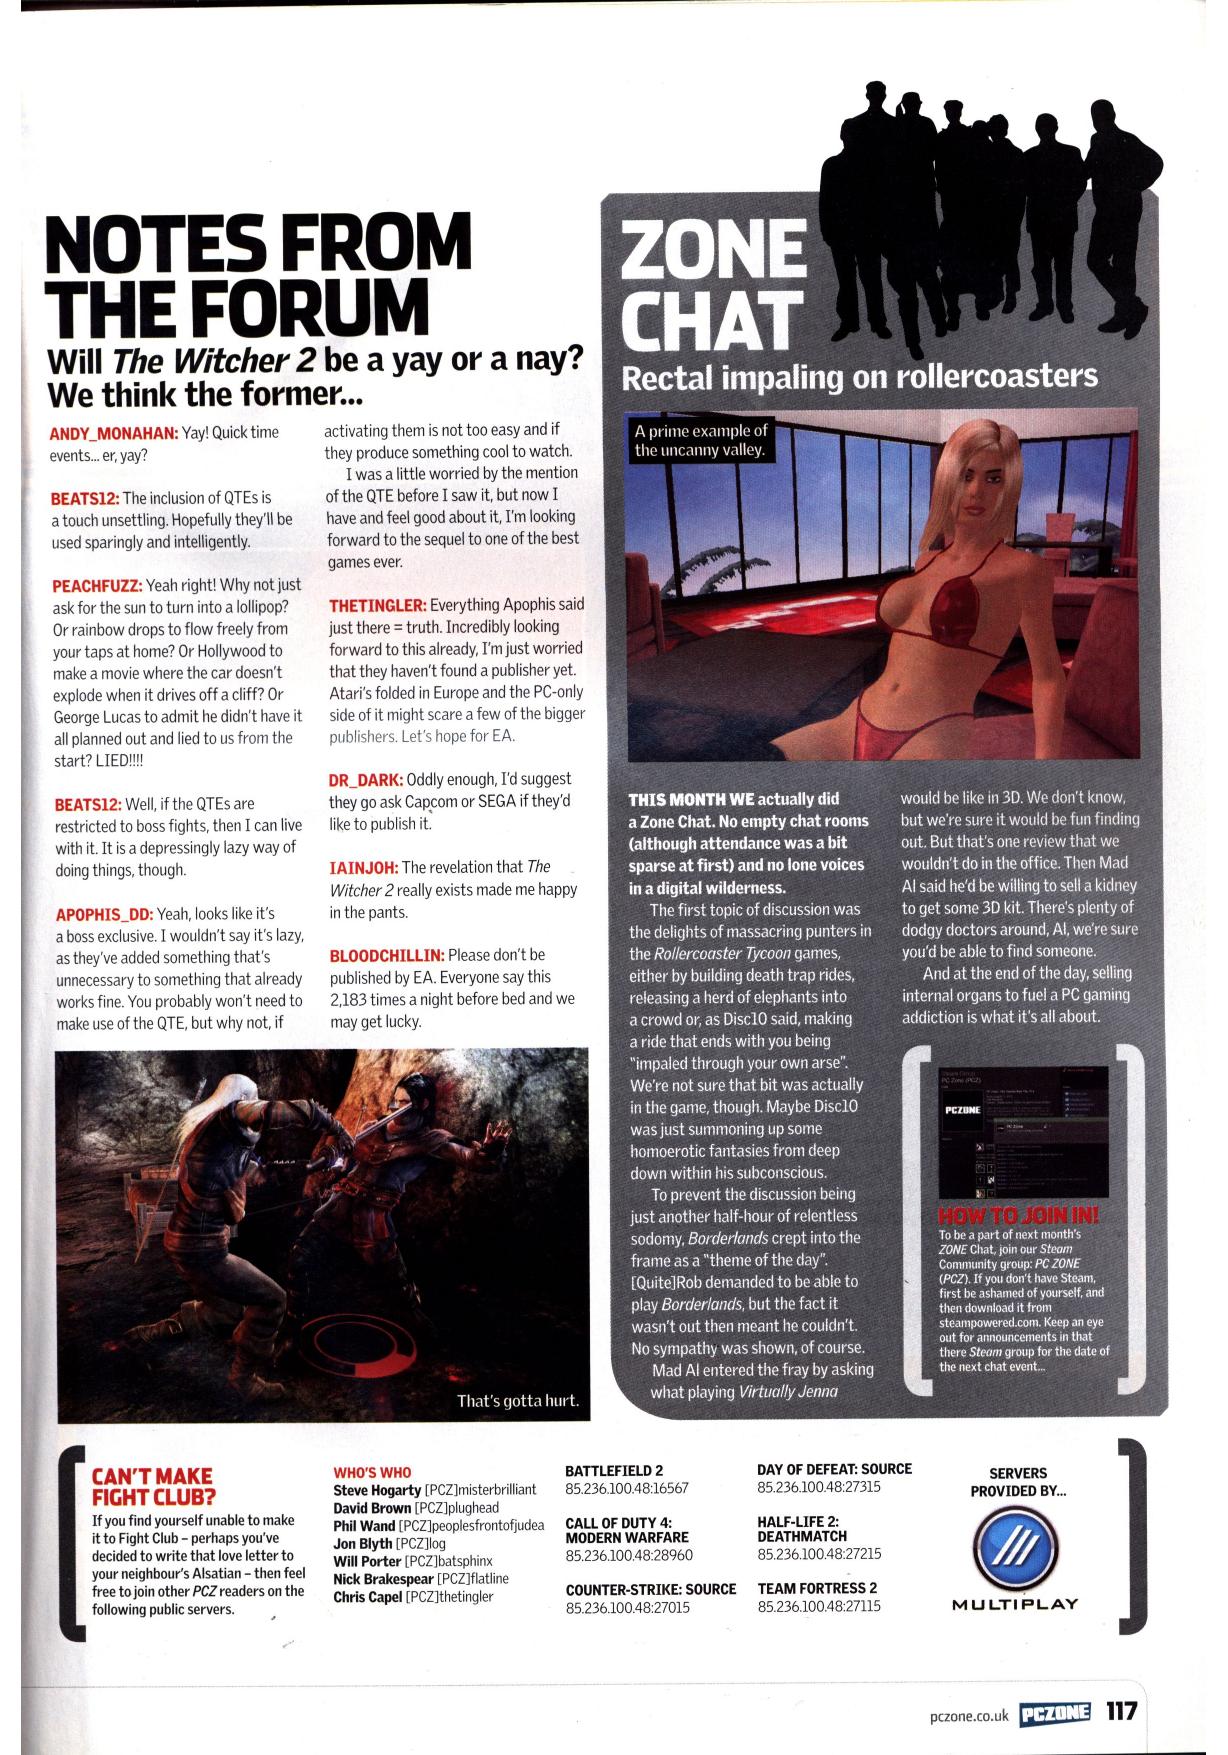 NOTES FROM
THE FORUM
Will The Witcher 2 be a yay or a nay?
We think the former...
ANDY_MONAHAN: Yay! Quick time
events... er, yay?
BEATS12: The inclusion of QTEs is
a touch unsettling. Hopefully they'll be
used sparingly and intelligently.
PEACHFUZZ: Yeah right! Why not just
ask for the sun to turn into a lollipop?
Or rainbow drops to flow freely from
your taps at home? Or Hollywood to
make a movie where the car doesn't
explode when it drives off a cliff? Or
George Lucas to admit he didn't have it
all planned out and lied to us from the
start? LIED!!!!
BEATS12: Well, if the QTEs are
restricted to boss fights, then I can live
with it. It is a depressingly lazy way of
doing things, though.
APOPHIS_DD: Yeah, looks like it's
a boss exclusive. I wouldn't say it's lazy,
as they've added something that's
unnecessary to something that already
works fine. You probably won't need to
make use of the QTE, but why not, if
activating them is not too easy and if
they produce something cool to watch.
I was a little worried by the mention
of the QTE before I saw it, but now I
have and feel good about it, I'm looking
forward to the sequel to one of the best
games ever.
THETINGLER: Everything Apophis said
just there = truth. Incredibly looking
forward to this already, I'm just worried
that they haven't found a publisher yet.
Atari's folded in Europe and the PC-only
side of it might scare a few of the bigger
publishers. Let's hope for EA.
DR_DARK: Oddly enough, I'd suggest
they go ask Capcom or SEGA if they'd
like to publish it.
IAINJOH: The revelation that The
Witcher 2 really exists made me happy
in the pants.
BLOODCHILLIN: Please don't be
published by EA. Everyone say this
2,183 times a night before bed and we
may get lucky.
That's gotta hurt.
ZONE
CHAT
Rectal impaling on rollercoasters
A prime example of
the uncanny valley.
THIS MONTH WE actually did
a Zone Chat. No empty chat rooms
(although attendance was a bit
sparse at first) and no lone voices
in a digital wilderness.
The first topic of discussion was
the delights of massacring punters in
the Rollercoaster Tycoon games,
either by building death trap rides,
releasing a herd of elephants into
a crowd or, as Disc10 said, making
a ride that ends with you being
"impaled through your own arse".
We're not sure that bit was actually
in the game, though. Maybe Disc10
was just summoning up some
homoerotic fantasies from deep
down within his subconscious.
To prevent the discussion being
just another half-hour of relentless
sodomy, Borderlands crept into the
frame as a "theme of the day".
[Quite]Rob demanded to be able to
play Borderlands, but the fact it
wasn't out then meant he couldn't.
No sympathy was shown, of course.
Mad Al entered the fray by asking
what playing Virtually Jenna
would be like in 3D. We don't know,
but we're sure it would be fun finding
out. But that's one review that we
wouldn't do in the office. Then Mad
Al said he'd be willing to sell a kidney
to get some 3D kit. There's plenty of
dodgy doctors around, Al, we're sure
you'd be able to find someone.
And at the end of the day, selling
internal organs to fuel a PC gaming
addiction is what it's all about.
PC Zone (PCZ)
PCZONE
HOW TO JOIN IN!
To be a part of next month's
ZONE Chat, join our Steam
Community group: PC ZONE
(PCZ). If you don't have Steam,
first be ashamed of yourself, and
then download it from
steampowered.com. Keep an eye
out for announcements in that
there Steam group for the date of
the next chat event...
CAN'T MAKE
FIGHT CLUB?
If you find yourself unable to make
it to Fight Club – perhaps you've
decided to write that love letter to
your neighbour's Alsatian – then feel
free to join other PCZ readers on the
following public servers.
WHO'S WHO
Steve Hogarty [PCZ]misterbrilliant
David Brown [PCZ]plughead
Phil Wand [PCZ]peoplesfrontofjudea
Jon Blyth [PCZ]log
Will Porter [PCZ]batsphinx
Nick Brakespear [PCZ]flatline
Chris Capel [PCZ]thetingler
BATTLEFIELD 2
85.236.100.48:16567
CALL OF DUTY 4:
MODERN WARFARE
85.236.100.48:28960
COUNTER-STRIKE: SOURCE
85.236.100.48:27015
DAY OF DEFEAT: SOURCE
85.236.100.48:27315
HALF-LIFE 2:
DEATHMATCH
85.236.100.48:27215
TEAM FORTRESS 2
85.236.100.48:27115
SERVERS
PROVIDED BY...
MULTIPLAY
pczone.co.uk PCZONE 117